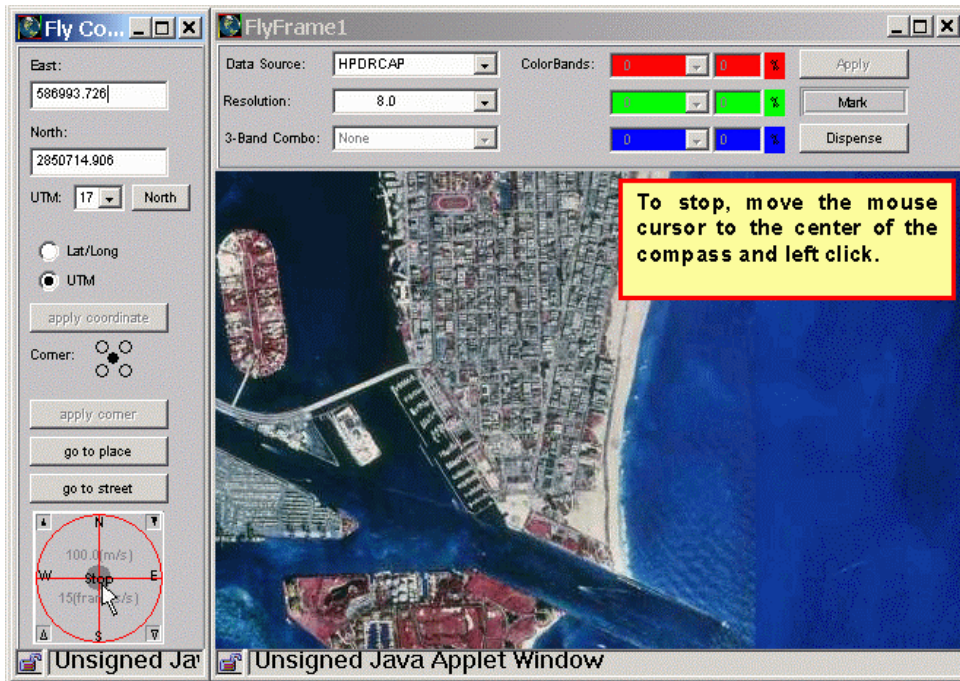 Fly Co...
East:
586993.726
North:
2850714.906
UTM: 17 North
Lat/Long
UTM
apply coordinate
Corner:
apply corner
go to place
go to street
N
100.0(m/s)
W Stop E
15(frames/s)
S
Unsigned Jav
FlyFrame1
Data Source: HPDRCAP ColorBands: 0 0 % Apply
Resolution: 8.0 0 0 % Mark
3-Band Combo: None 0 0 % Dispense
To stop, move the mouse
cursor to the center of the
compass and left click.
Unsigned Java Applet Window